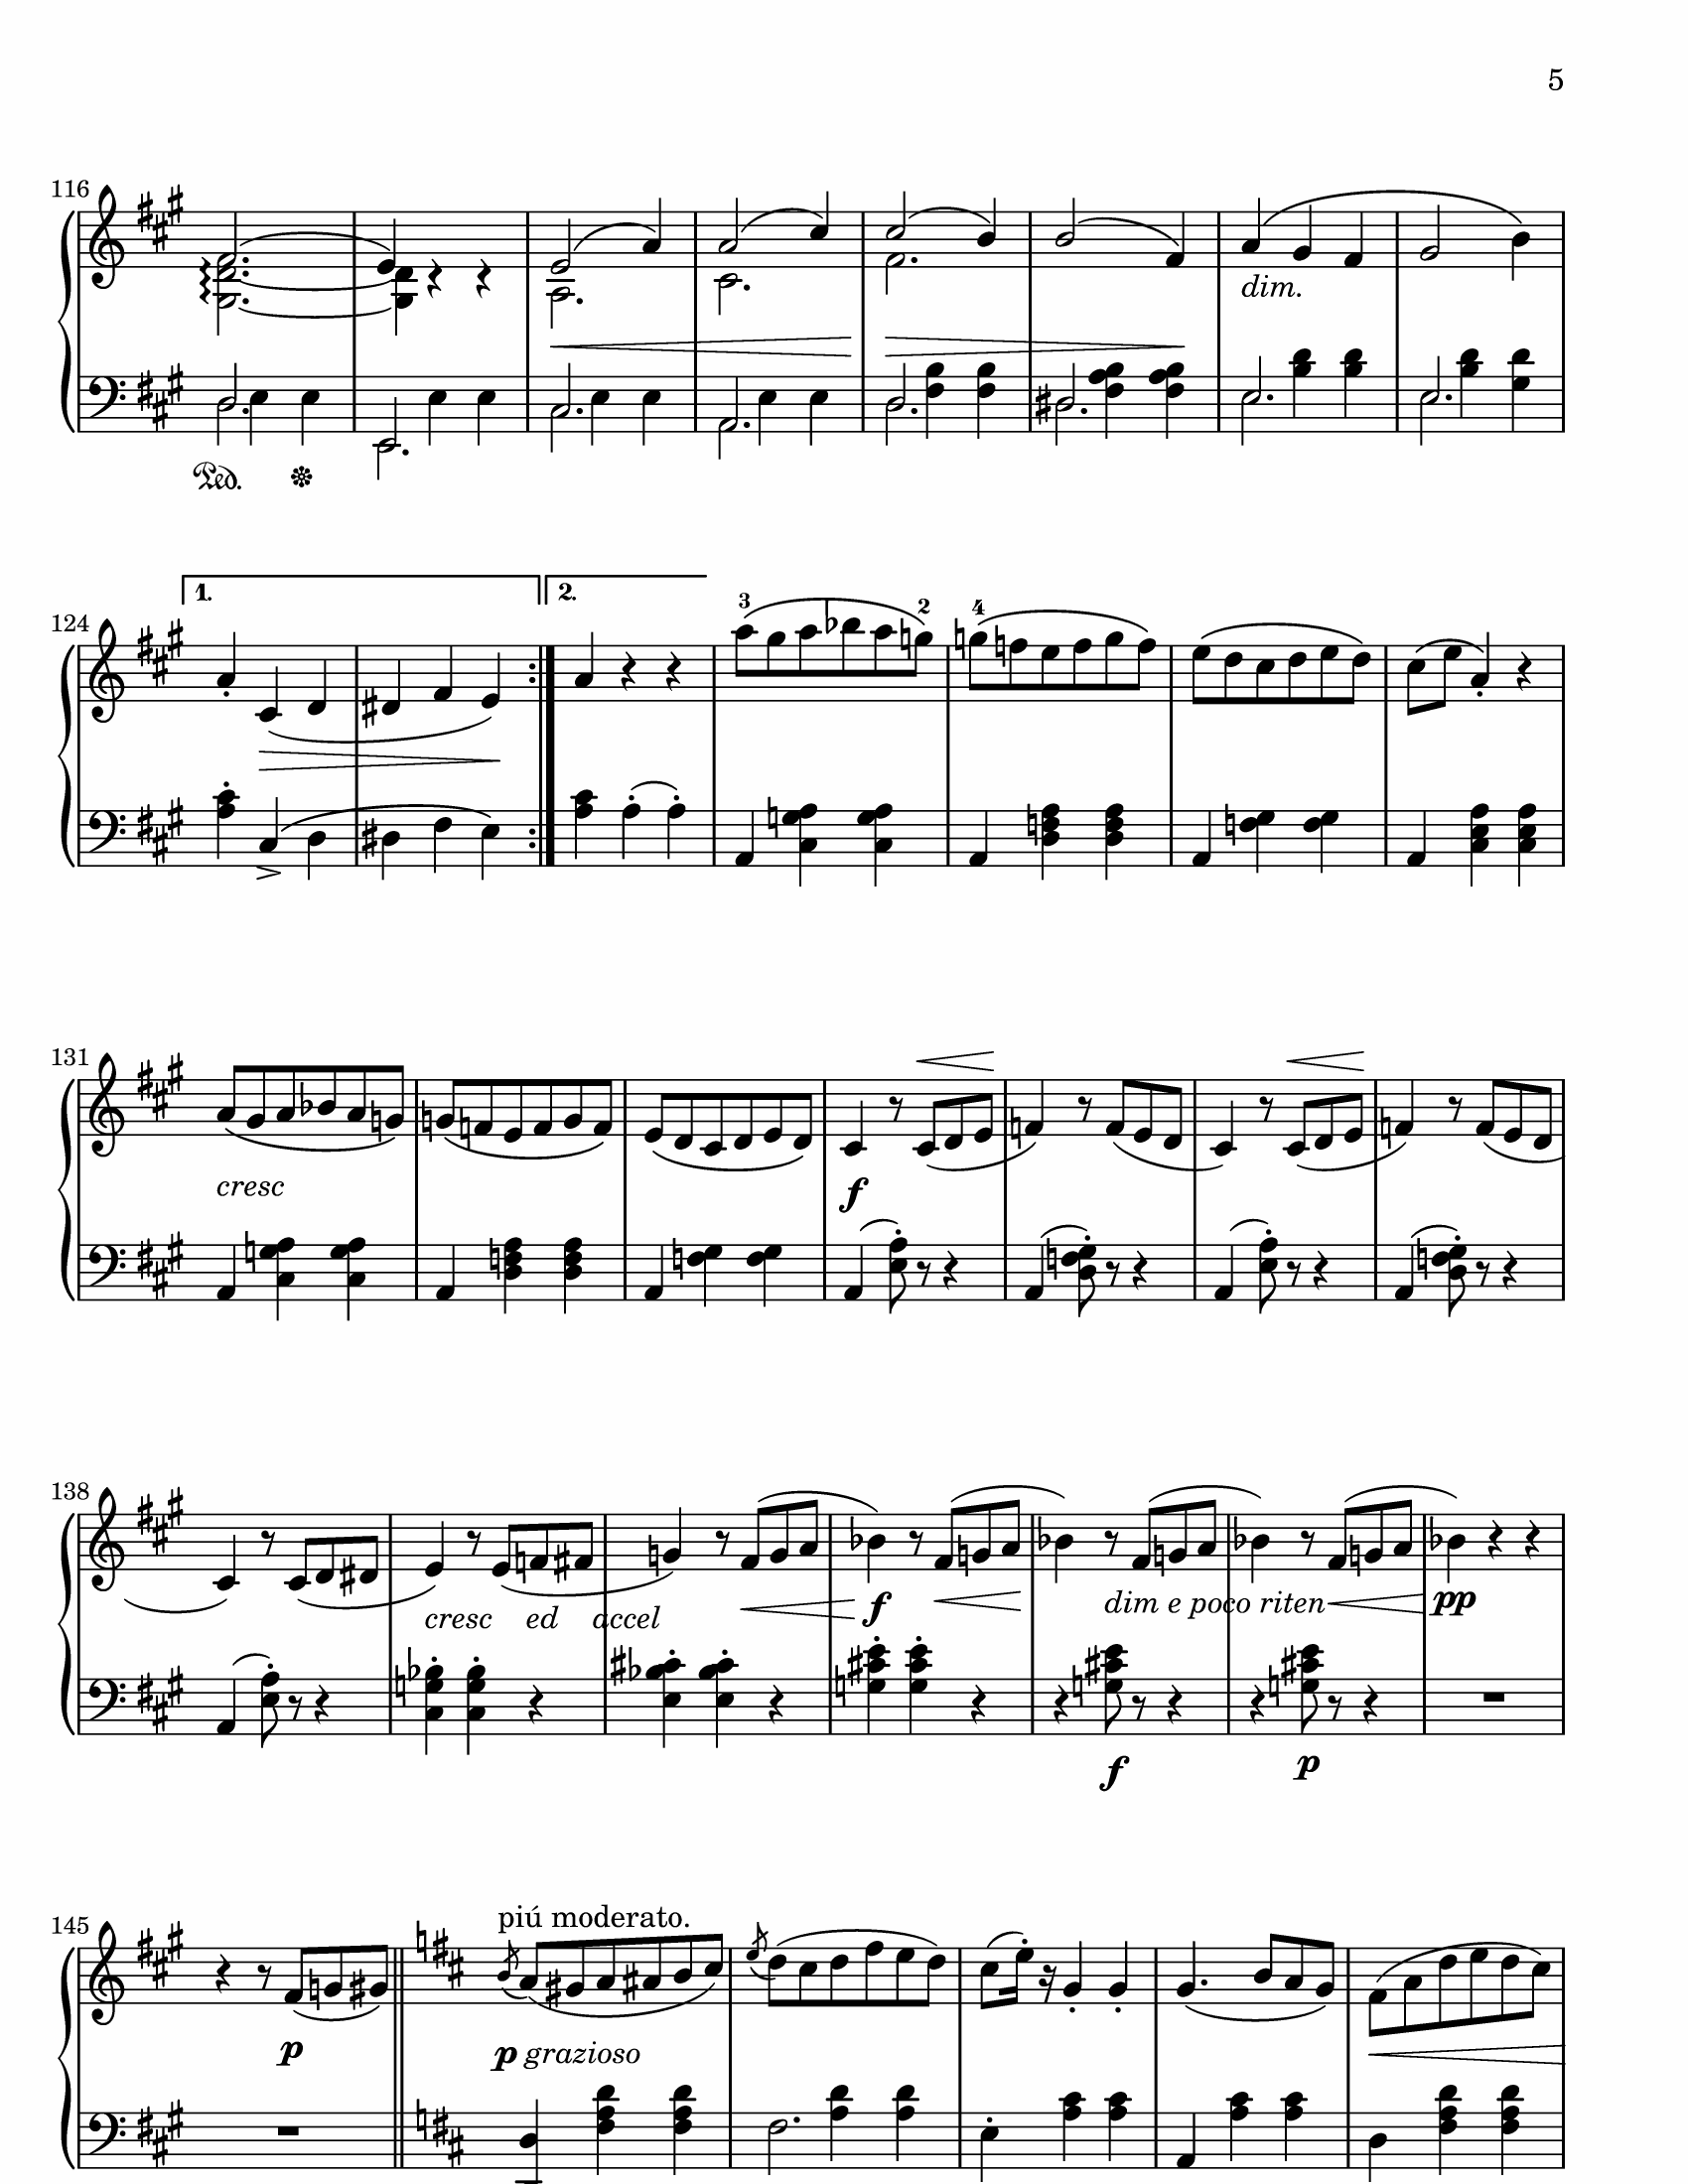 5
116
dim.
124
1.
2.
3
2
4
131
cresc
f
138
cresc ed accel
f
dim e poco riten
pp
f
p
145
piú moderato.
p
p grazioso